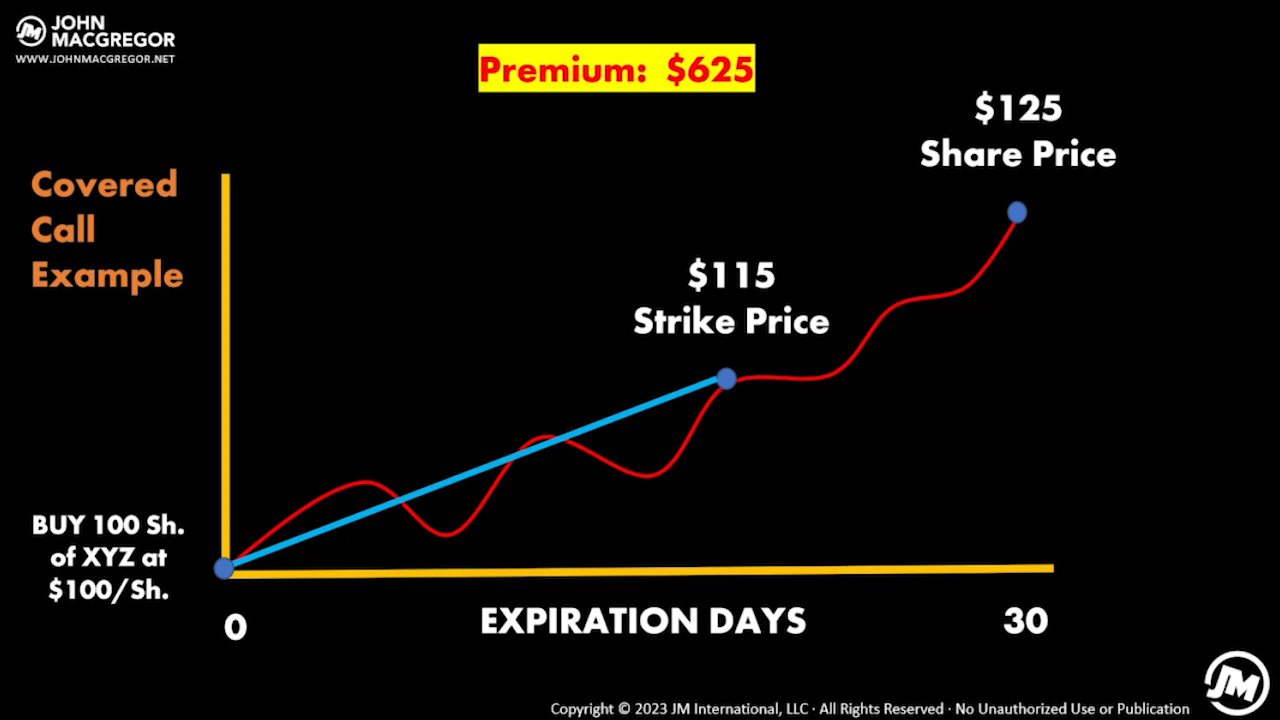 JM JOHN
MACGREGOR
WWW.JOHNMACGREGOR.NET
Premium: $625
$125
Share Price
Covered
Call
Example
$115
Strike Price
BUY 100 Sh.
of XYZ at
$100/Sh.
0
EXPIRATION DAYS
30
JM
Copyright © 2023 JM International, LLC · All Rights Reserved · No Unauthorized Use or Publication